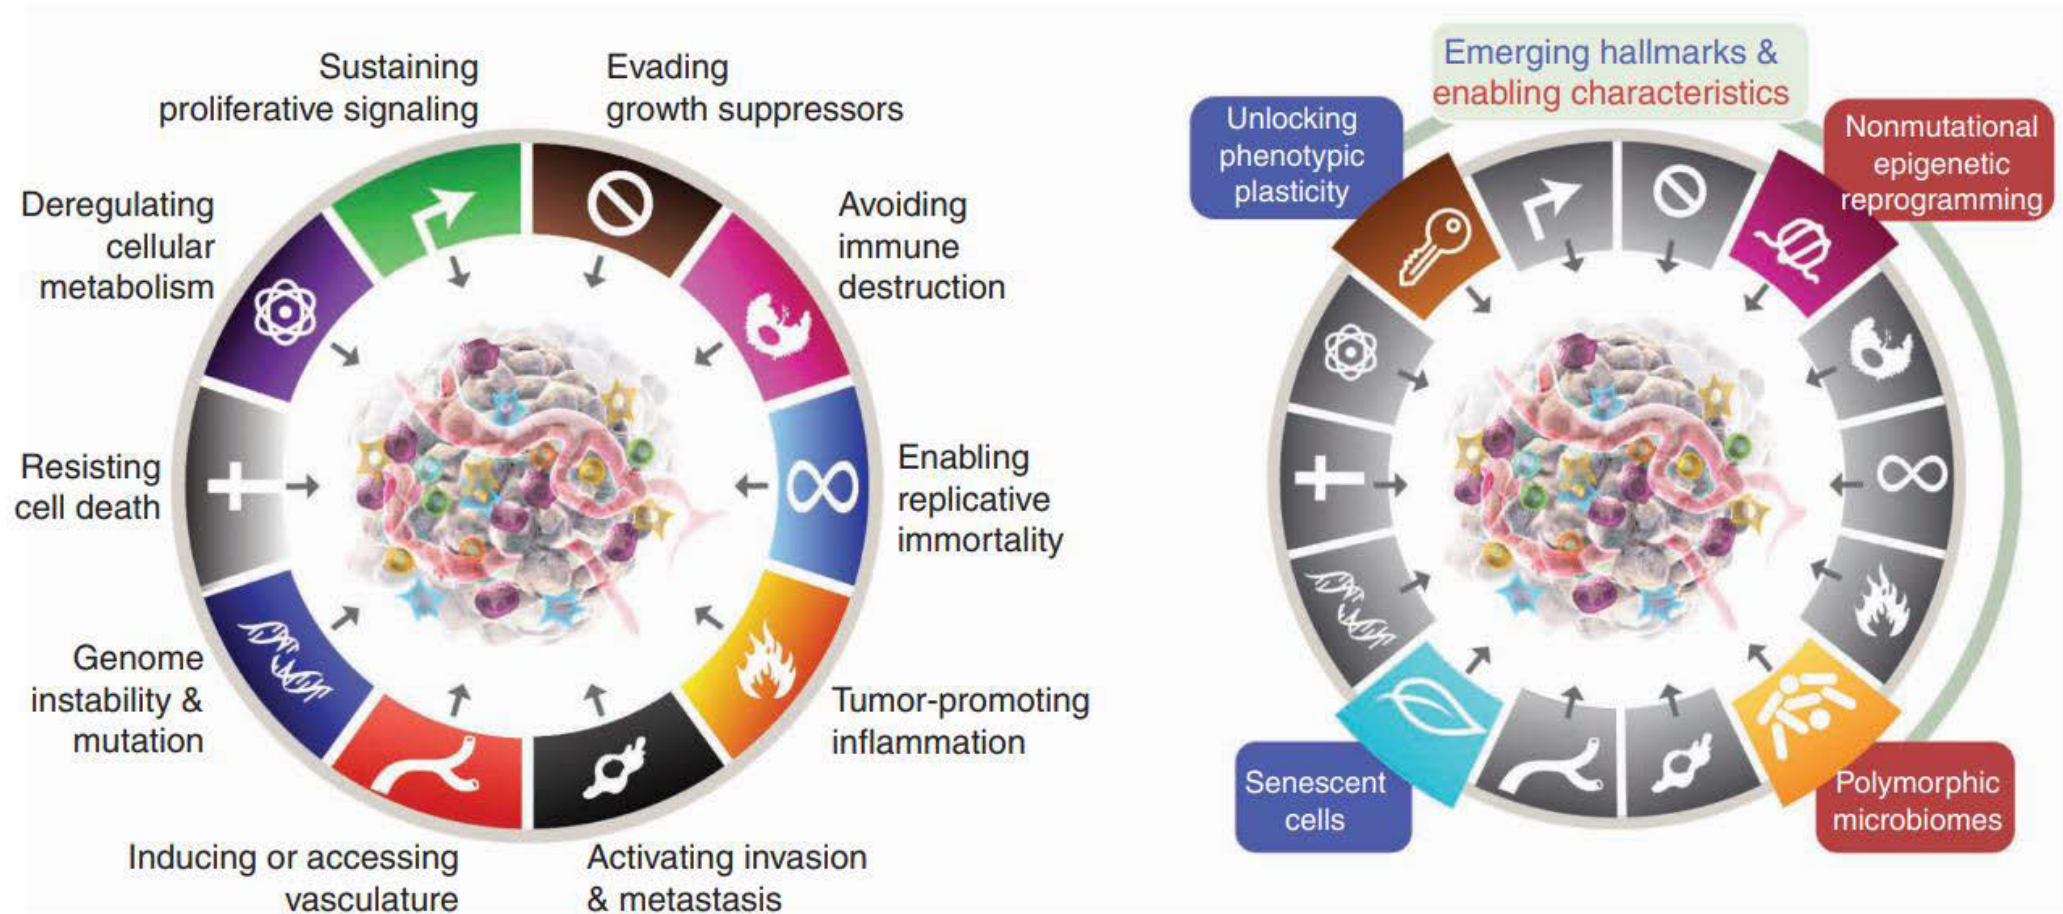 Sustaining
proliferative signaling
Evading
growth suppressors
Deregulating
cellular
metabolism
Avoiding
immune
destruction
Resisting
cell death
Enabling
replicative
immortality
Genome
instability &
mutation
Tumor-promoting
inflammation
Inducing or accessing
vasculature
Activating invasion
& metastasis
Emerging hallmarks &
enabling characteristics
Unlocking
phenotypic
plasticity
Nonmutational
epigenetic
reprogramming
Senescent
cells
Polymorphic
microbiomes